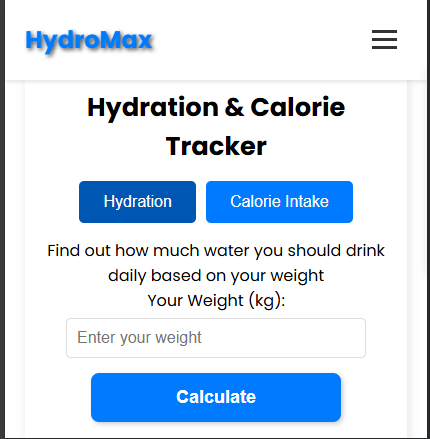 HydroMax
Hydration & Calorie
Tracker
Hydration
Calorie Intake
Find out how much water you should drink
daily based on your weight
Your Weight (kg):
Enter your weight
Calculate